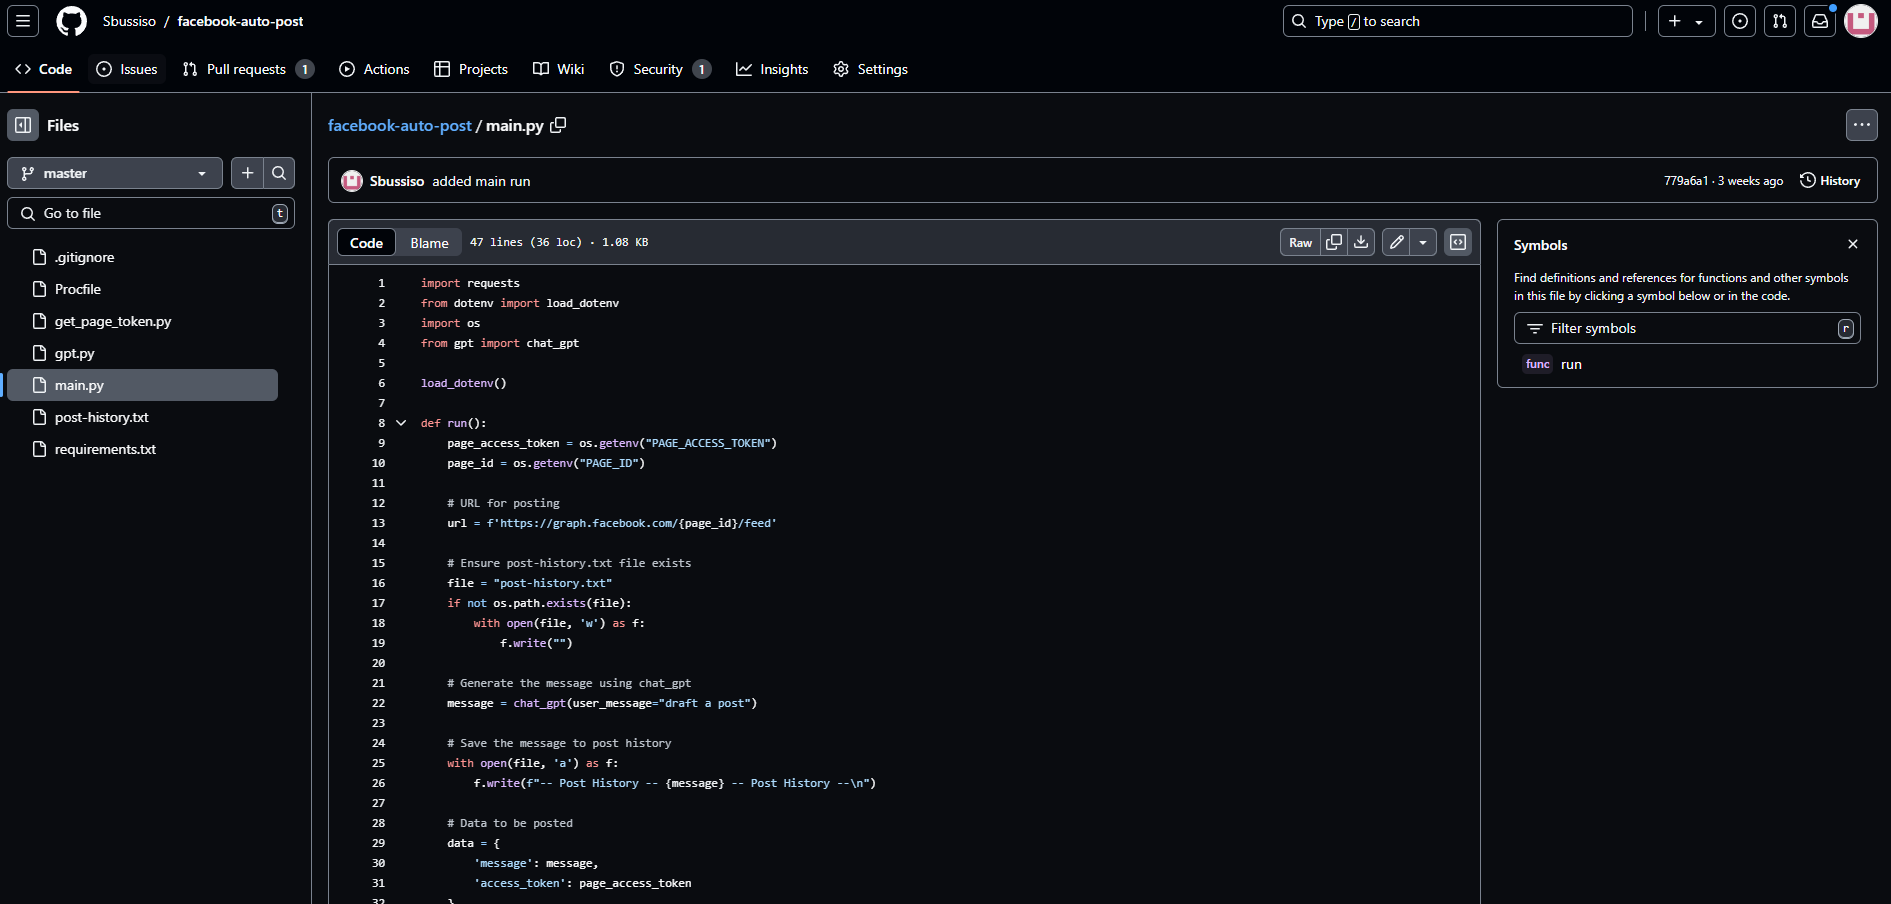 Sbussiso / facebook-auto-post
Type / to search
Code
Issues
Pull requests 1
Actions
Projects
Wiki
Security 1
Insights
Settings
Files
master
Go to file
t
.gitignore
Procfile
get_page_token.py
gpt.py
main.py
post-history.txt
requirements.txt
facebook-auto-post / main.py
Sbussiso added main run
779a6a1 · 3 weeks ago
History
Code
Blame
47 lines (36 loc) · 1.08 KB
Raw
1 import requests
2 from dotenv import load_dotenv
3 import os
4 from gpt import chat_gpt
5
6 load_dotenv()
7
8 def run():
9     page_access_token = os.getenv("PAGE_ACCESS_TOKEN")
10     page_id = os.getenv("PAGE_ID")
11
12     # URL for posting
13     url = f'https://graph.facebook.com/{page_id}/feed'
14
15     # Ensure post-history.txt file exists
16     file = "post-history.txt"
17     if not os.path.exists(file):
18         with open(file, 'w') as f:
19             f.write("")
20
21     # Generate the message using chat_gpt
22     message = chat_gpt(user_message="draft a post")
23
24     # Save the message to post history
25     with open(file, 'a') as f:
26         f.write(f"-- Post History -- {message} -- Post History --\n")
27
28     # Data to be posted
29     data = {
30         'message': message,
31         'access_token': page_access_token
32     }
Symbols
Find definitions and references for functions and other symbols
in this file by clicking a symbol below or in the code.
Filter symbols
r
func run